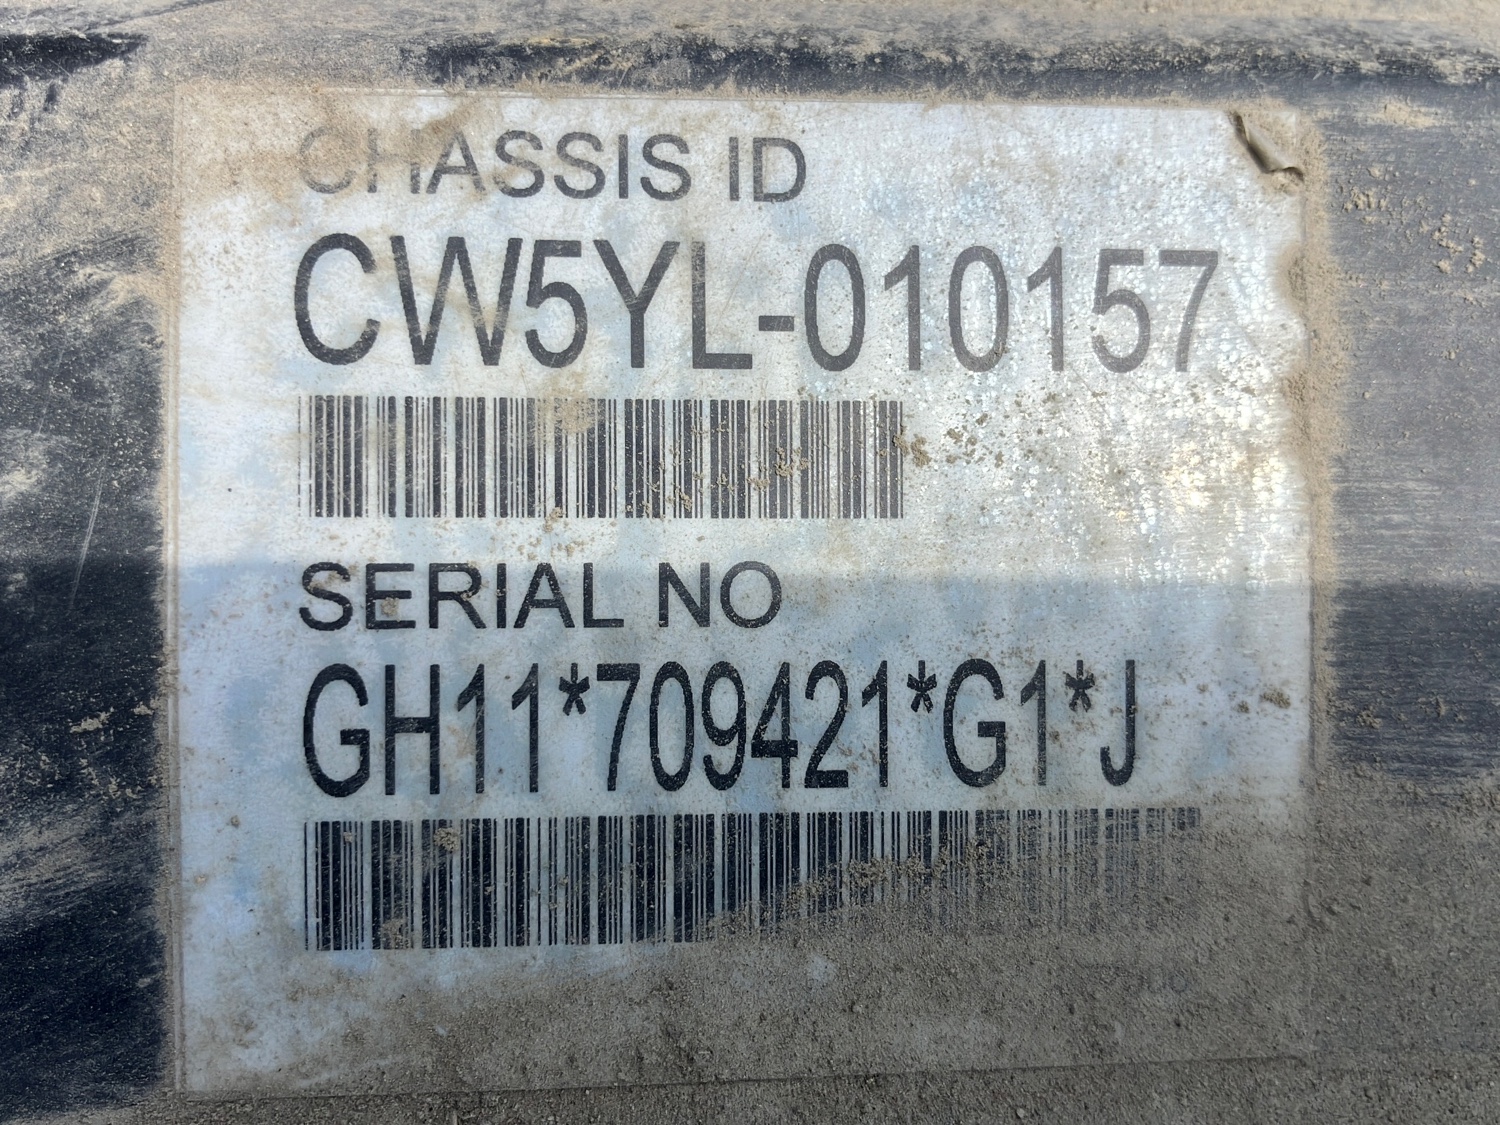 CHASSIS ID
CW5YL-010157
SERIAL NO
GH11*709421*G1*J